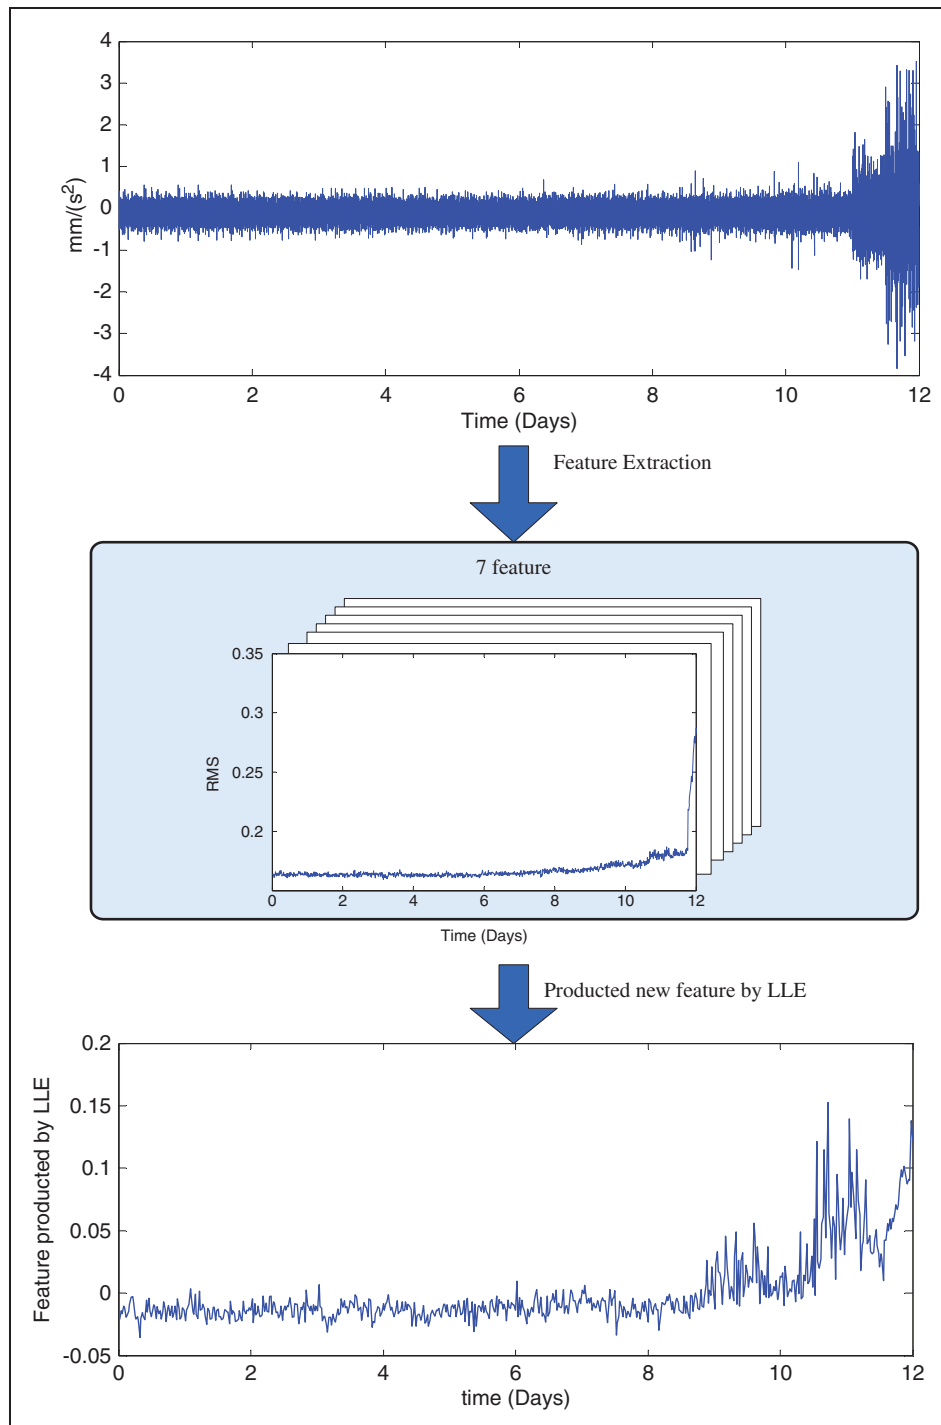 4
3
2
1
0
-1
-2
-3
-4
mm/(s²)
0 2 4 6 8 10 12
Time (Days)
Feature Extraction
7 feature
0.35
0.3
0.25
0.2
RMS
0 2 4 6 8 10 12
Time (Days)
Producted new feature by LLE
0.2
0.15
0.1
0.05
0
-0.05
Feature producted by LLE
0 2 4 6 8 10 12
time (Days)